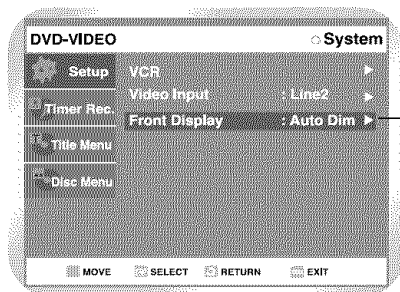 DVD-VIDEO System
Setup VCR
Video Input : Line2
Timer Rec.
Front Display : Auto Dim
Title Menu
Disc Menu
MOVE SELECT RETURN EXIT